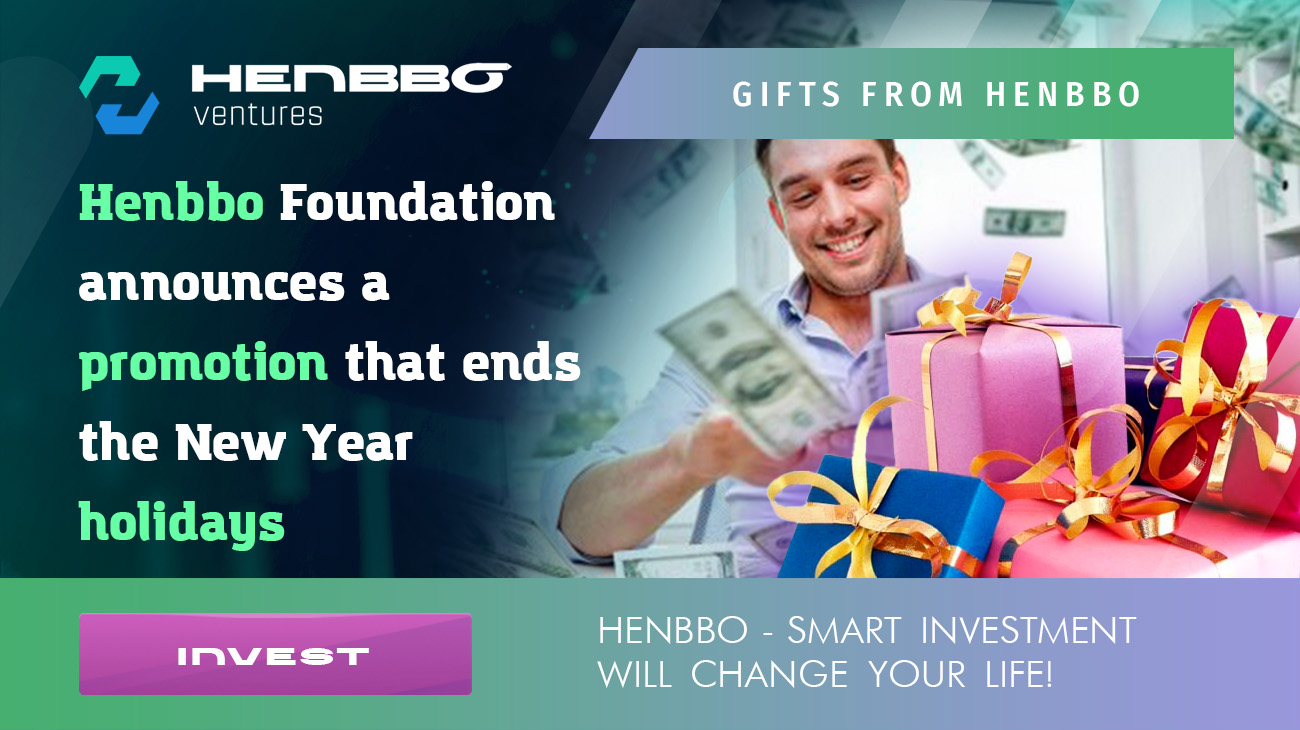 HENBBO
ventures
GIFTS FROM HENBBO
Henbbo Foundation
announces a
promotion that ends
the New Year
holidays
INVEST
HENBBO - SMART INVESTMENT
WILL CHANGE YOUR LIFE!